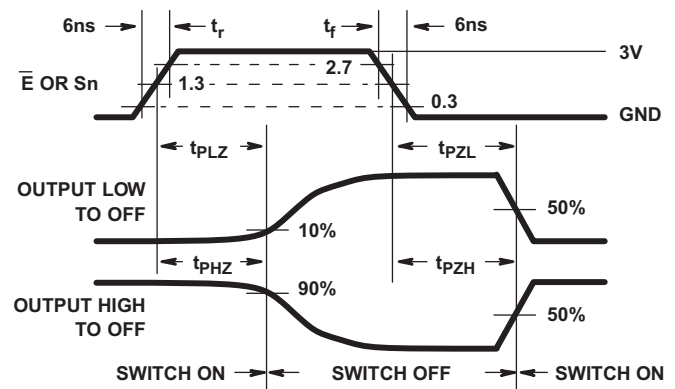 6ns tr tf 6ns
3V
E̅ OR Sn
2.7
1.3
0.3
GND
tPLZ tPZL
OUTPUT LOW
TO OFF
10%
50%
tPHZ tPZH
OUTPUT HIGH
TO OFF
90%
50%
SWITCH ON SWITCH OFF SWITCH ON